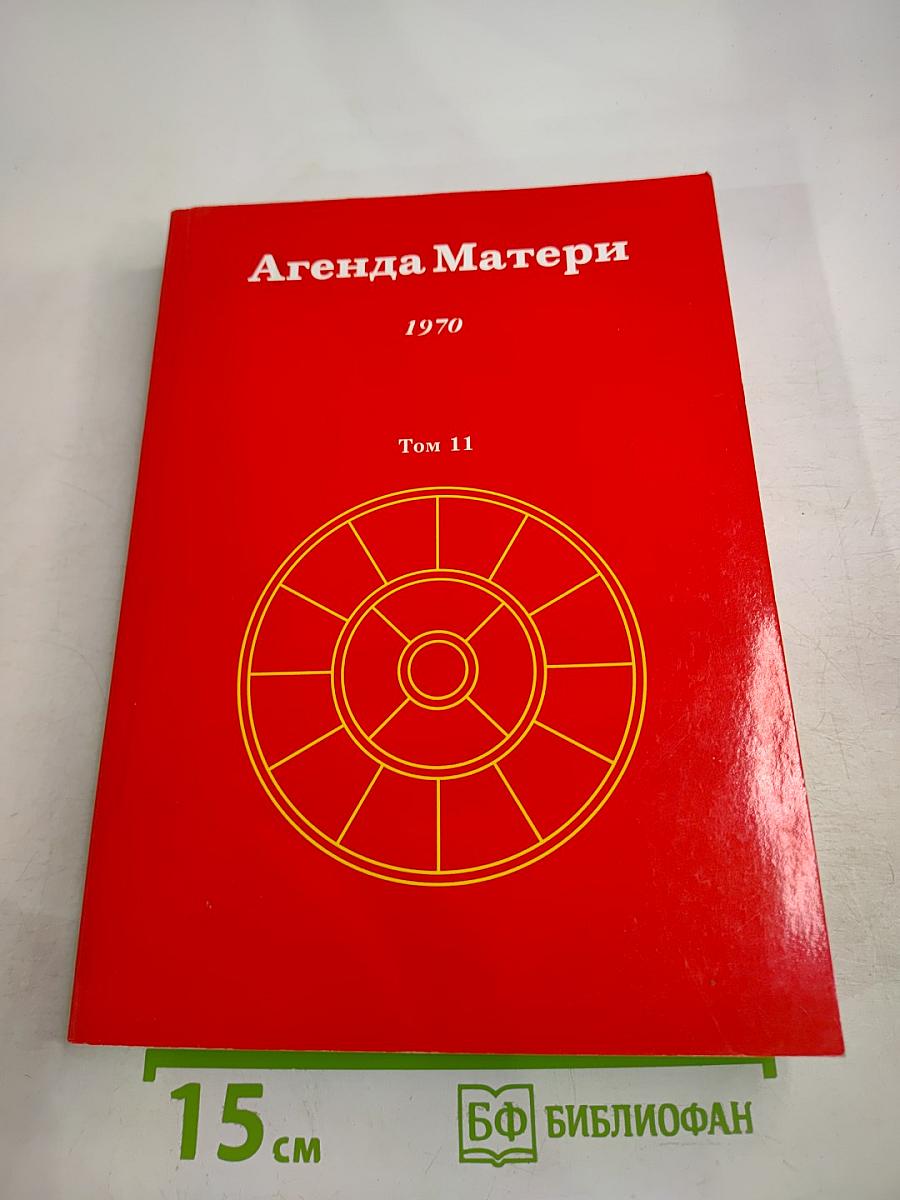 Агенда Матери
1970
Том 11
15 см
БФ БИБЛИОФАН